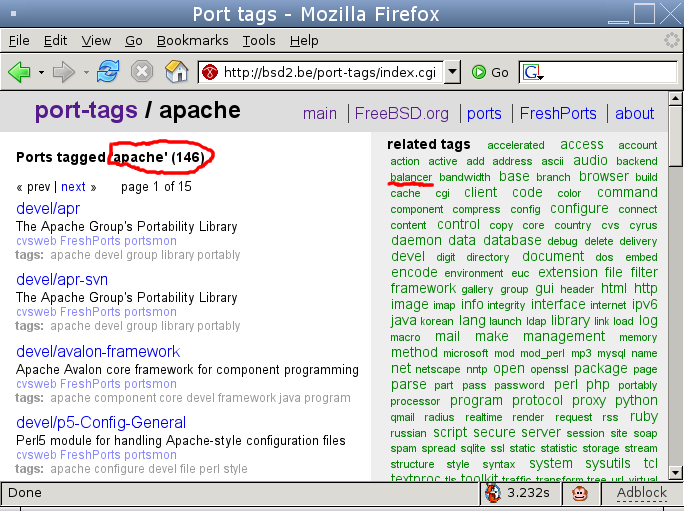 Port tags - Mozilla Firefox
File Edit View Go Bookmarks Tools Help
http://bsd2.be/port-tags/index.cgi Go G
port-tags / apache
main | FreeBSD.org | ports | FreshPorts | about
Ports tagged 'apache' (146)
« prev | next » page 1 of 15
devel/apr
The Apache Group's Portability Library
cvsweb FreshPorts portsmon
tags: apache devel group library portably
devel/apr-svn
The Apache Group's Portability Library
cvsweb FreshPorts portsmon
tags: apache devel group library portably
devel/avalon-framework
Apache Avalon core framework for component programming
cvsweb FreshPorts portsmon
tags: apache component core devel framework java program
devel/p5-Config-General
Perl5 module for handling Apache-style configuration files
cvsweb FreshPorts portsmon
tags: apache configure devel file perl style
related tags accelerated access account
action active add address ascii audio backend
balancer bandwidth base branch browser build
cache cgi client code color command
component compress config configure connect
content control copy core country cvs cyrus
daemon data database debug delete delivery
devel digit directory document dos embed
encode environment euc extension file filter
framework gallery group gui header html http
image imap info integrity interface internet ipv6
java korean lang launch ldap library link load log
macro mail make management memory
method microsoft mod mod_perl mp3 mysql name
net netscape nntp open openssl package page
parse part pass password perl php portably
processor program protocol proxy python
qmail radius realtime render request rss ruby
russian script secure server session site soap
spam spread sqlite ssl static statistic storage stream
structure style syntax system sysutils tcl
textproc tls toolkit traffic transform tree url virtual
Done 3.232s Adblock